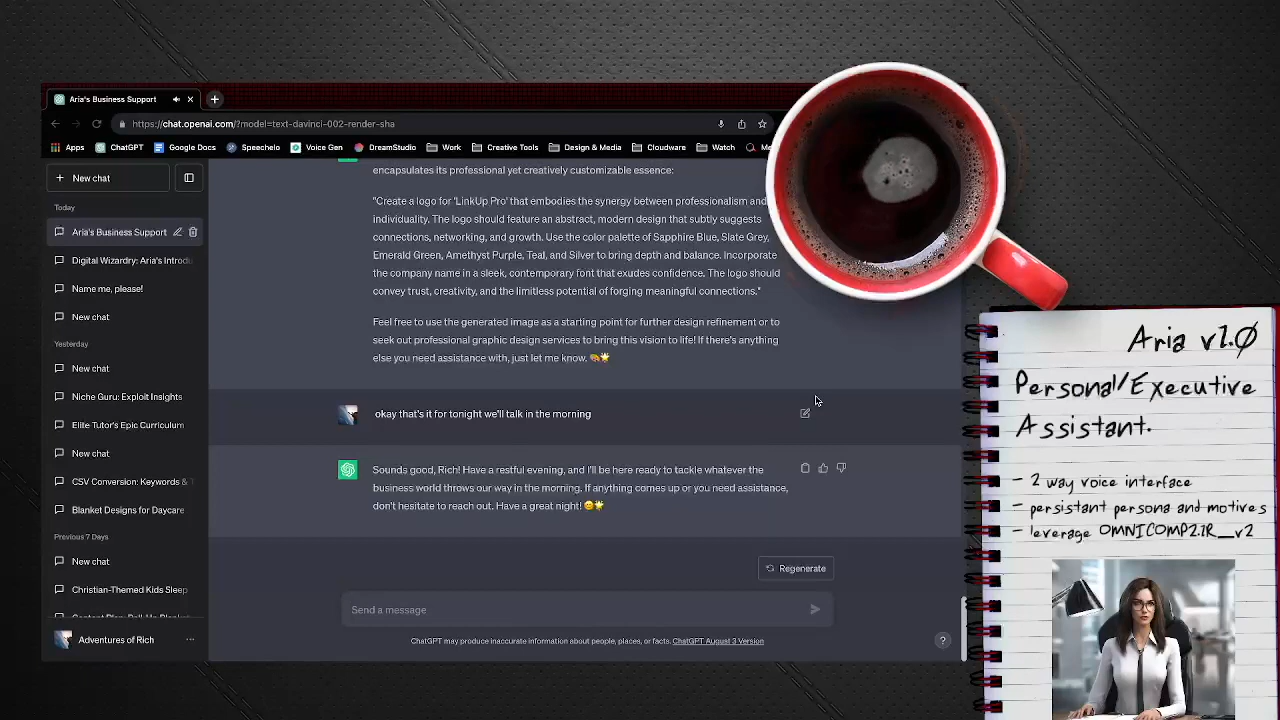 Aria's Business Support
https://chat.openai.com/?model=text-davinci-002-render-sha
Apps ChatGPT Google Docs Speechelo Voice Gen DreamStudio Work Creative Tools Design & Media Cloudware Watch Me
New chat
Today
Aria's Business Support
Digital Wizardry: Aria's Introdu
Name me, please!
New chat
Yesterday
New chat
Nintendo Exploit Insights
Elite Tutor's Epic Curriculum
New chat
CSV Conversion: Keywords &
Blanket Designs for Daycare
Previous 7 Days
New chat
Christian-Themed Kids Sleep
Adventures of Rich
encapsulates its professional yet creatively customizable essence:
"Create a logo for 'LinkUp Pro' that embodies the synergy between professionalism and
individuality. The logo should feature an abstract, modern design that subtly suggests
connections, networking, and growth. Use the color palette of Sapphire Blue, Slate Grey,
Emerald Green, Amethyst Purple, Teal, and Silver to bring depth and balance. Incorporate
the company name in a sleek, contemporary font that exudes confidence. The logo should
convey trust, creativity, and the limitless potential of forging meaningful connections."
Feel free to use the generated image as a starting point for further design refinement or to
seek out professional graphic design services to bring this vision to life! If there's anything
else you need assistance with, just let me know. 🎨🌟
okay that's it for tonight we'll talk in the morning
Sounds good, Rich! Have a restful evening, and I'll be here ready to tackle whatever the
business world throws our way in the morning. If anything comes up or you need assistance,
don't hesitate to reach out. Have a great night! 😊🌟
Regenerate
Send a message
ChatGPT may produce inaccurate information about people, places, or facts. ChatGPT August 3 Version
?
Aria v1.0
Personal/Executive
Assistant.
- 2 way voice interface
- persistant persona and motives
- leverage OMNICOMP2.1R_v2